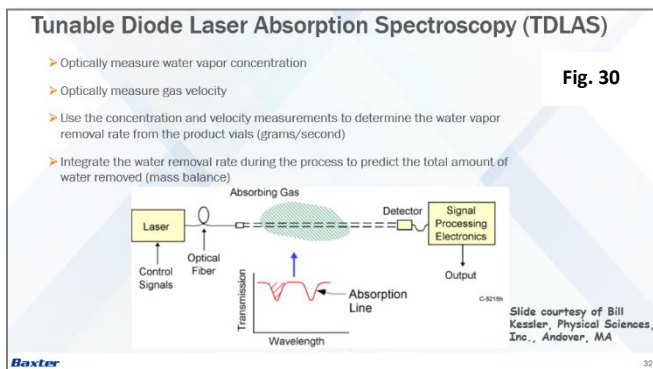 Tunable Diode Laser Absorption Spectroscopy (TDLAS)
Optically measure water vapor concentration
Fig. 30
Optically measure gas velocity
Use the concentration and velocity measurements to determine the water vapor
removal rate from the product vials (grams/second)
Integrate the water removal rate during the process to predict the total amount of
water removed (mass balance)
Absorbing Gas
Laser
Optical
Fiber
Control
Signals
Detector
Signal
Processing
Electronics
Output
Transmission
Absorption
Line
Wavelength
C-5215h
Slide courtesy of Bill
Kessler, Physical Sciences,
Inc., Andover, MA
Baxter
32